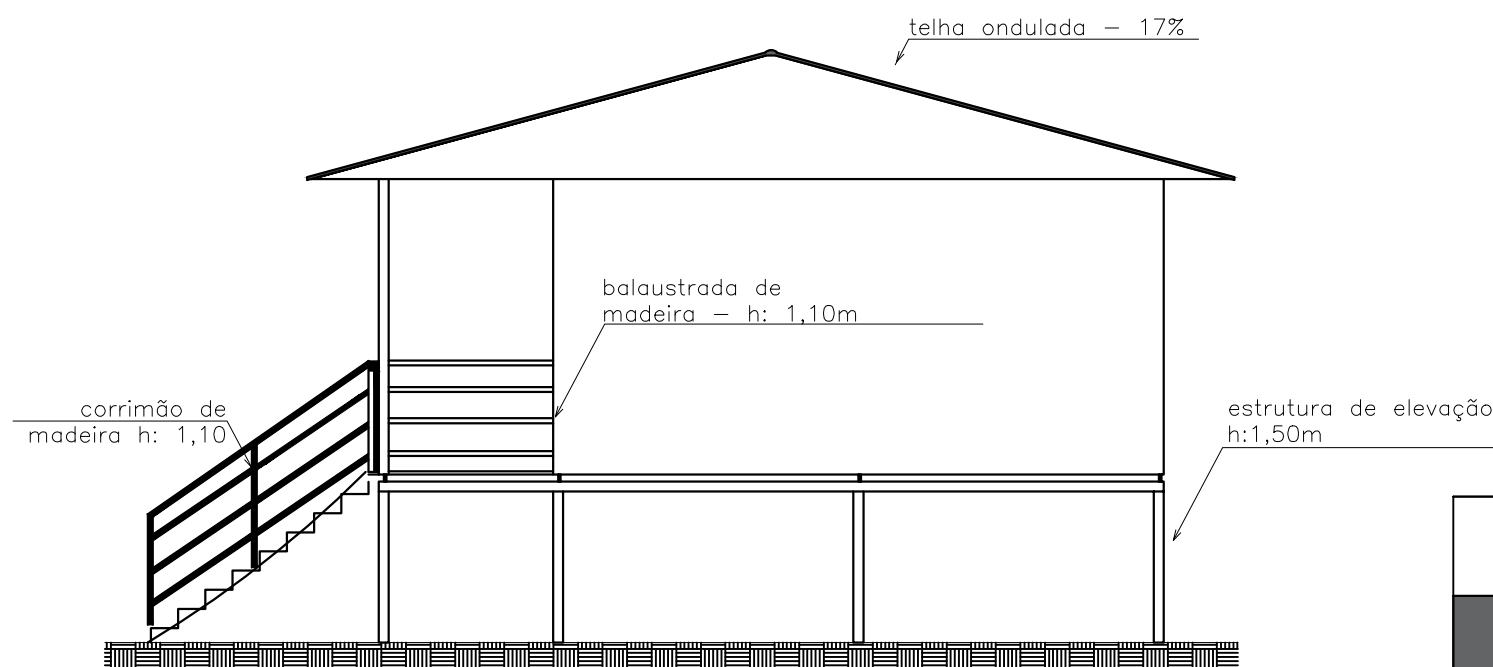 telha ondulada – 17%
balaustrada de
madeira – h: 1,10m
corrimão de
madeira h: 1,10
estrutura de elevação
h:1,50m